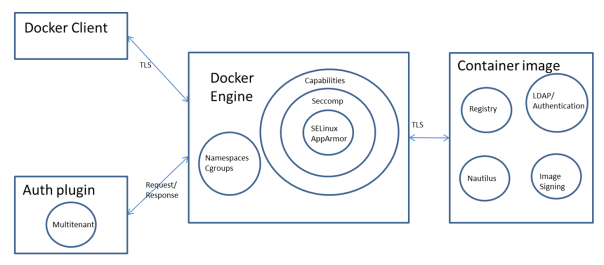 Docker Client
TLS
Docker
Engine
Capabilities
Seccomp
SELinux
AppArmor
Namespaces
Cgroups
TLS
Container image
Registry
LDAP/
Authentication
Nautilus
Image
Signing
Auth plugin
Multitenant
Request/
Response